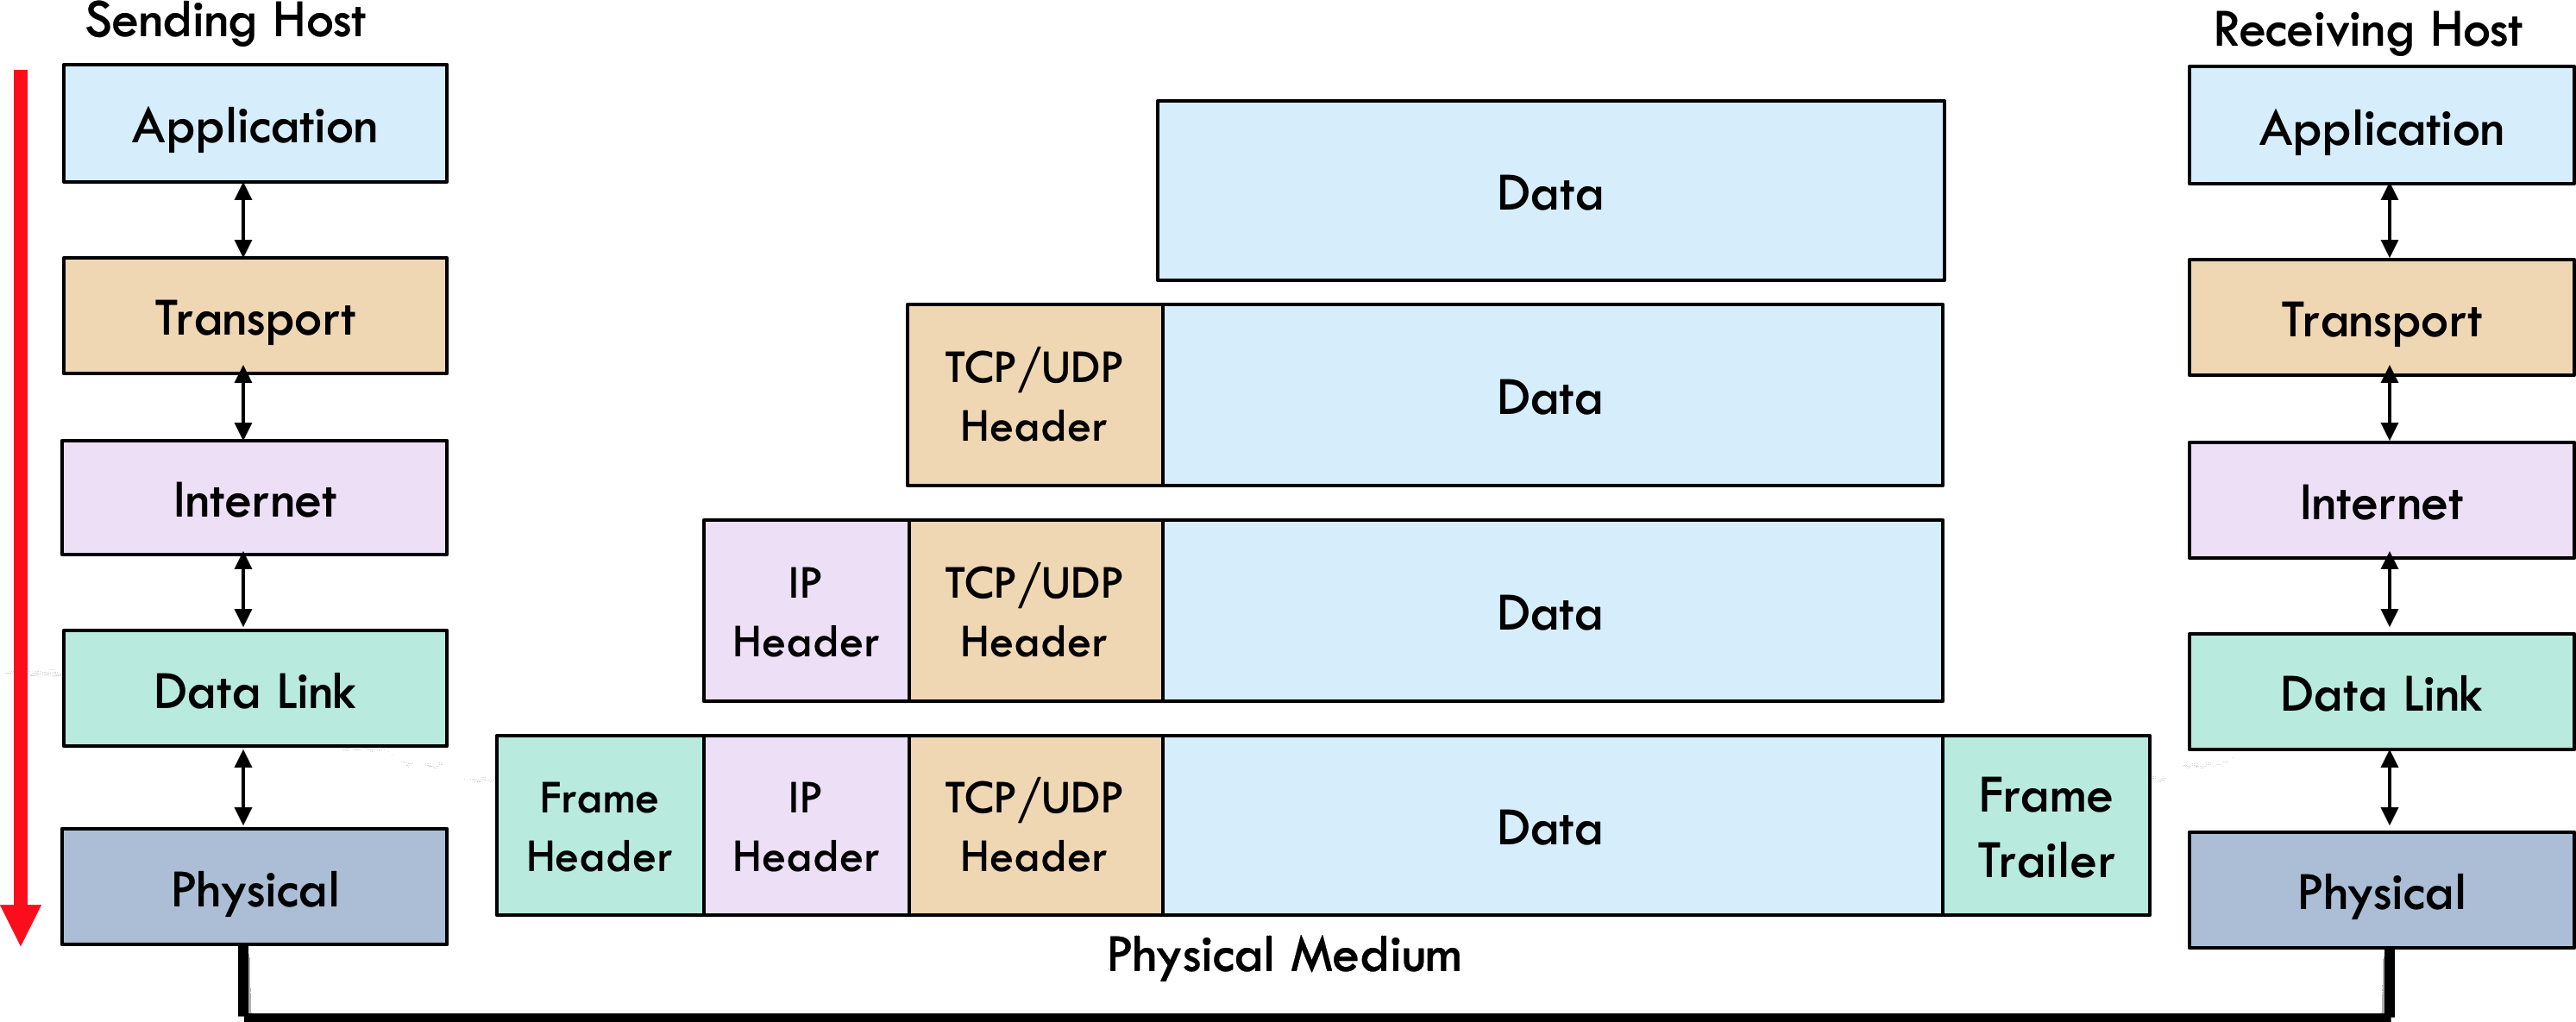 Sending Host
Receiving Host
Application
Application
Data
Transport
Transport
TCP/UDP
Header
Data
Internet
Internet
IP
Header
TCP/UDP
Header
Data
Data Link
Data Link
Frame
Header
IP
Header
TCP/UDP
Header
Data
Frame
Trailer
Physical
Physical
Physical Medium